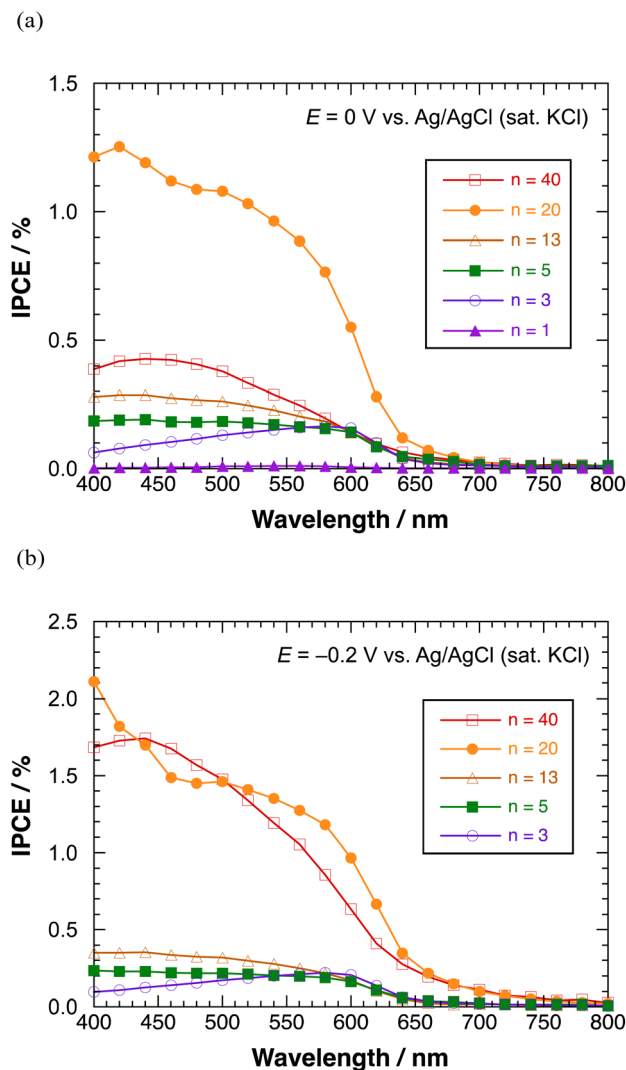 (a)
1.5
1.0
0.5
0.0
IPCE / %
E = 0 V vs. Ag/AgCl (sat. KCl)
n = 40
n = 20
n = 13
n = 5
n = 3
n = 1
400 450 500 550 600 650 700 750 800
Wavelength / nm
(b)
2.5
2.0
1.5
1.0
0.5
0.0
IPCE / %
E = –0.2 V vs. Ag/AgCl (sat. KCl)
n = 40
n = 20
n = 13
n = 5
n = 3
400 450 500 550 600 650 700 750 800
Wavelength / nm